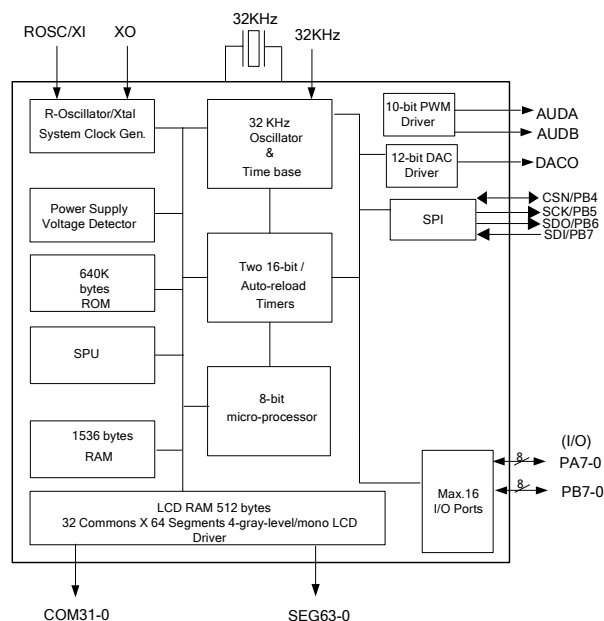 32KHz
ROSC/XI
XO
32KHz
R-Oscillator/Xtal
System Clock Gen.
32 KHz
Oscillator
&
Time base
10-bit PWM
Driver
AUDA
AUDB
12-bit DAC
Driver
DACO
Power Supply
Voltage Detector
SPI
CSN/PB4
SCK/PB5
SDO/PB6
SDI/PB7
640K
bytes
ROM
Two 16-bit /
Auto-reload
Timers
SPU
8-bit
micro-processor
1536 bytes
RAM
(I/O)
8
PA7-0
8
PB7-0
Max.16
I/O Ports
LCD RAM 512 bytes
32 Commons X 64 Segments 4-gray-level/mono LCD
Driver
COM31-0
SEG63-0